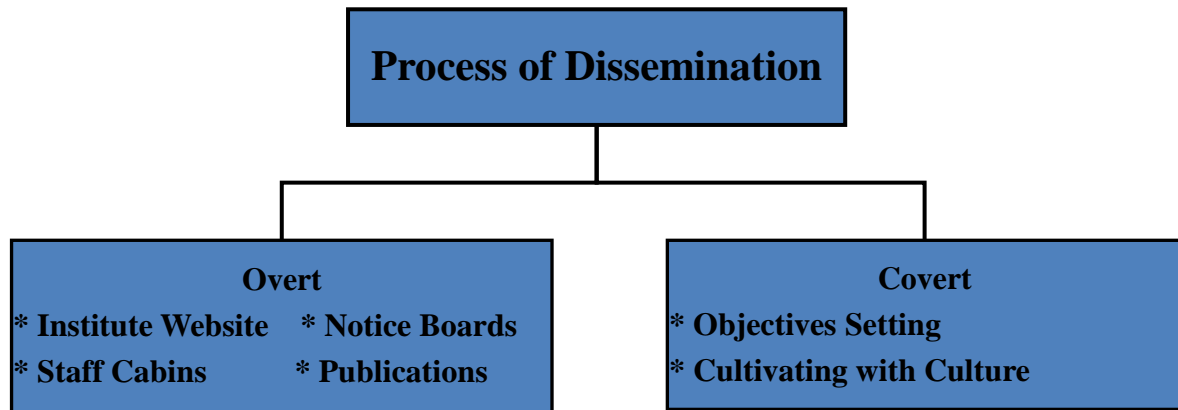 Process of Dissemination
Overt
* Institute Website * Notice Boards
* Staff Cabins * Publications
Covert
* Objectives Setting
* Cultivating with Culture